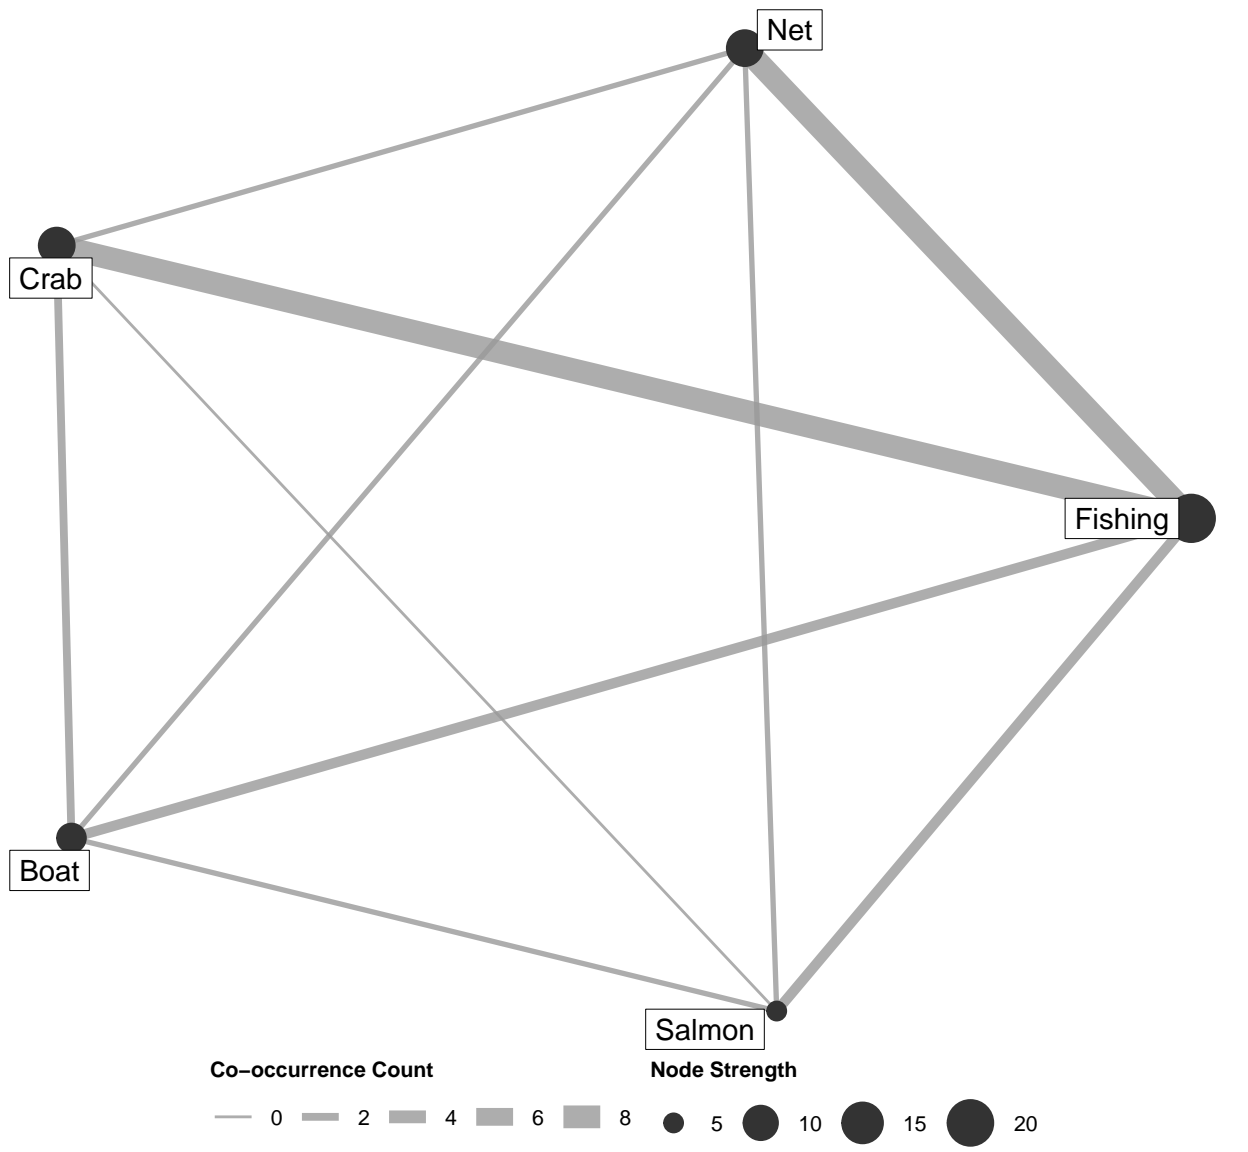 Net
Crab
Fishing
Boat
Salmon
Co−occurrence Count
0 2 4 6 8
Node Strength
5 10 15 20